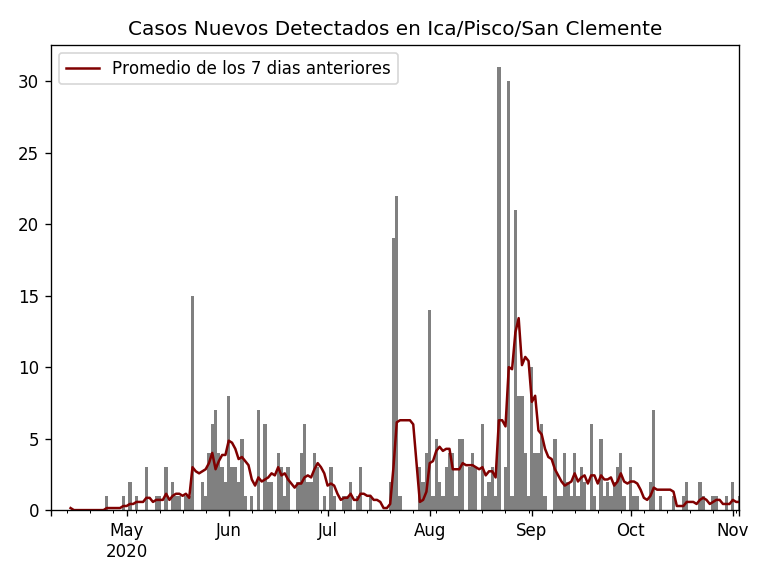 Casos Nuevos Detectados en Ica/Pisco/San Clemente
Promedio de los 7 dias anteriores
30
25
20
15
10
5
0
May Jun Jul Aug Sep Oct Nov
2020